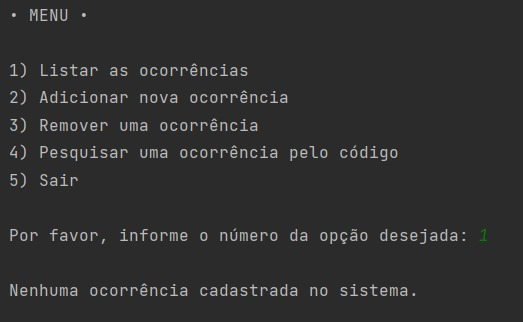 • MENU •
1) Listar as ocorrências
2) Adicionar nova ocorrência
3) Remover uma ocorrência
4) Pesquisar uma ocorrência pelo código
5) Sair
Por favor, informe o número da opção desejada: 1
Nenhuma ocorrência cadastrada no sistema.